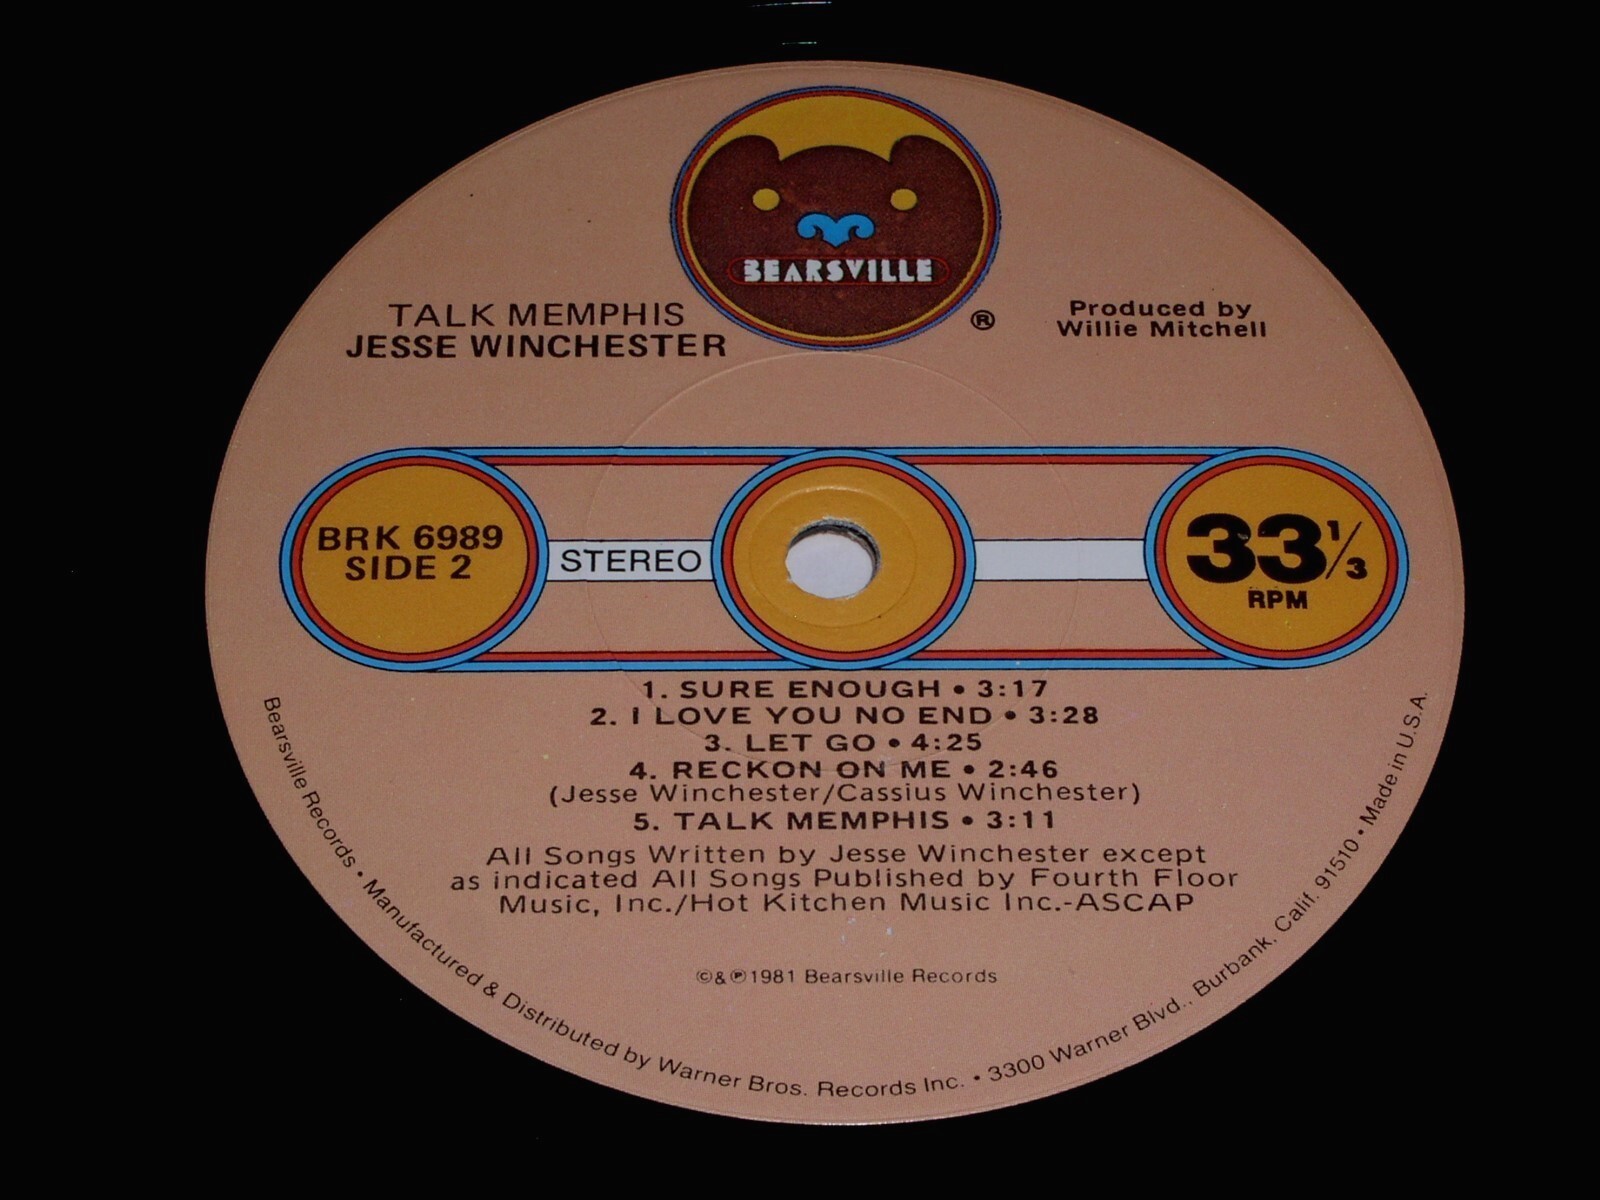 BEARSVILLE
®
TALK MEMPHIS
JESSE WINCHESTER
Produced by
Willie Mitchell
BRK 6989
SIDE 2
STEREO
33 1/3
RPM
1. SURE ENOUGH • 3:17
2. I LOVE YOU NO END • 3:28
3. LET GO • 4:25
4. RECKON ON ME • 2:46
(Jesse Winchester/Cassius Winchester)
5. TALK MEMPHIS • 3:11
All Songs Written by Jesse Winchester except
as indicated All Songs Published by Fourth Floor
Music, Inc./Hot Kitchen Music Inc.-ASCAP
©&℗1981 Bearsville Records
Bearsville Records • Manufactured & Distributed by Warner Bros. Records Inc. • 3300 Warner Blvd., Burbank, Calif. 91510 • Made in U.S.A.